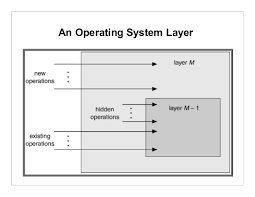 An Operating System Layer
layer M
new
operations
hidden
operations
layer M – 1
existing
operations